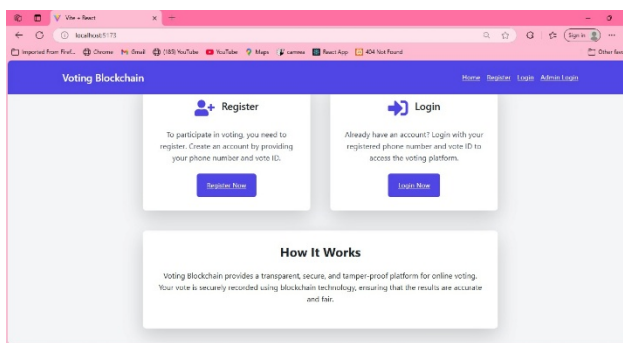 Vite + React
localhost:5173
Sign in
Imported From Firef...
Chrome
Gmail
(183) YouTube
YouTube
Maps
React App
404 Not Found
Other favo
Voting Blockchain
Home Register Login Admin Login
Register
To participate in voting, you need to
register. Create an account by providing
your phone number and vote ID.
Register Now
Login
Already have an account? Login with your
registered phone number and vote ID to
access the voting platform.
Login Now
How It Works
Voting Blockchain provides a transparent, secure, and tamper-proof platform for online voting.
Your vote is securely recorded using blockchain technology, ensuring that the results are accurate
and fair.